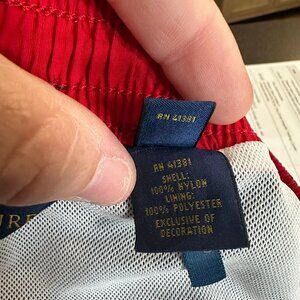 RN 41381
RN 41381
SHELL:
100% NYLON
LINING:
100% POLYESTER
EXCLUSIVE OF
DECORATION